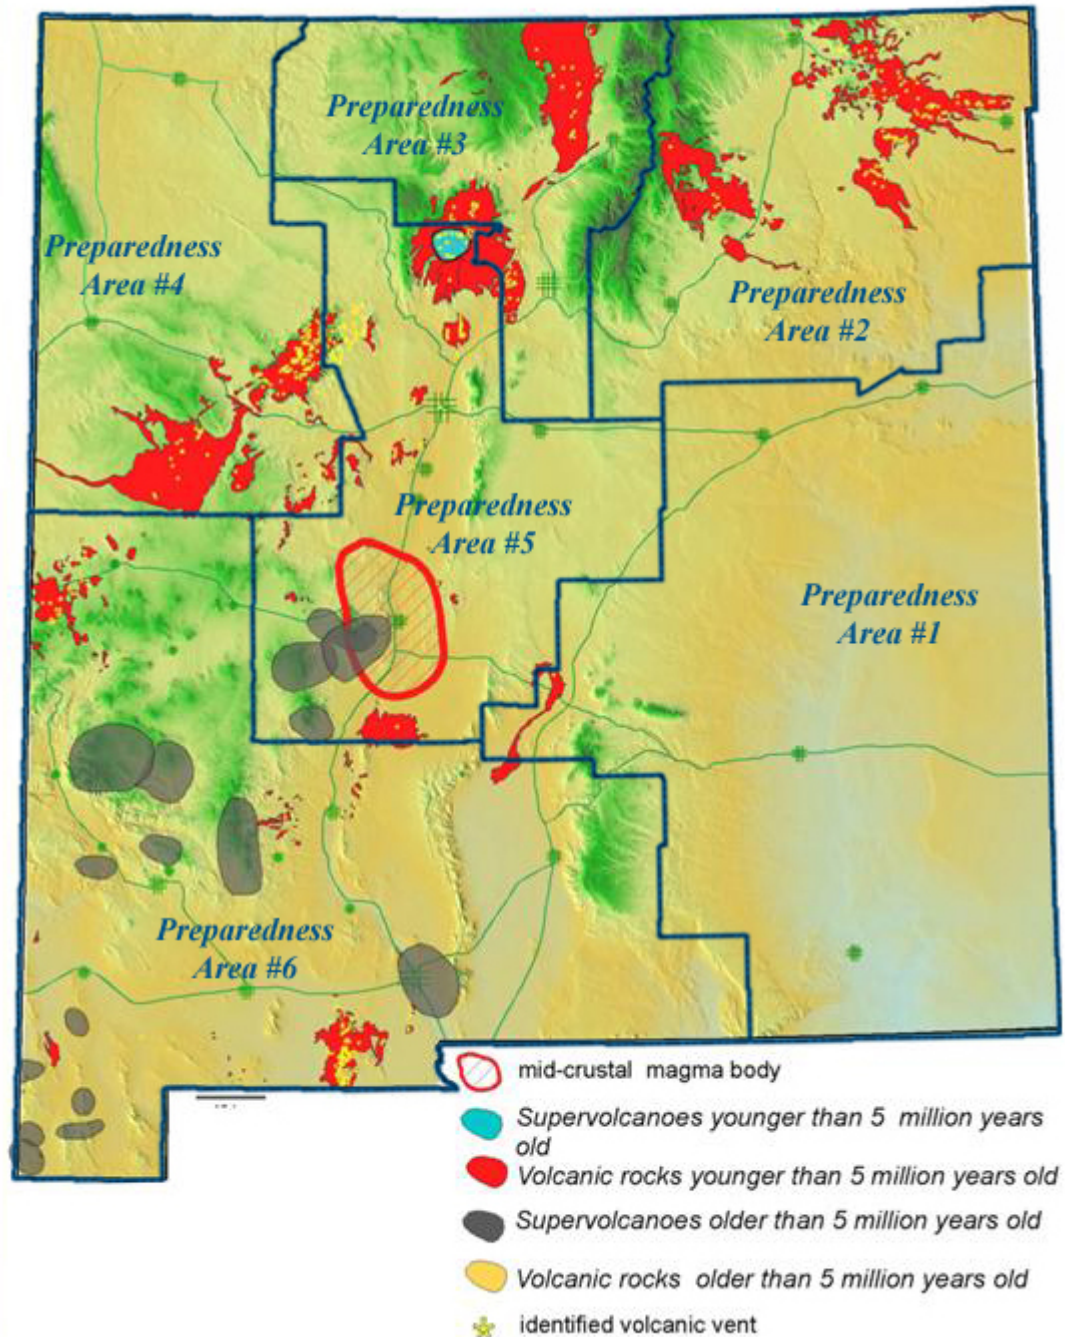 Preparedness
Area #3
Preparedness
Area #4
Preparedness
Area #2
Preparedness
Area #5
Preparedness
Area #1
Preparedness
Area #6
mid-crustal magma body
Supervolcanoes younger than 5 million years
old
Volcanic rocks younger than 5 million years old
Supervolcanoes older than 5 million years old
Volcanic rocks older than 5 million years old
identified volcanic vent